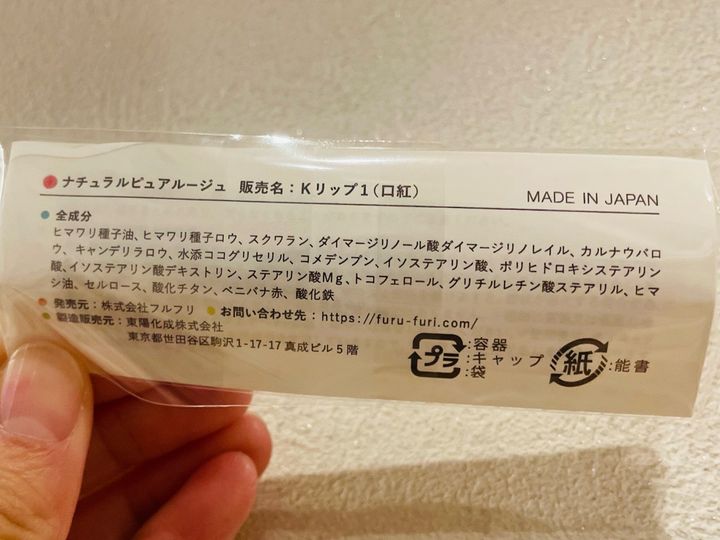 ナチュラルピュアルージュ 販売名：Kリップ1（口紅）
MADE IN JAPAN
全成分
ヒマワリ種子油、ヒマワリ種子ロウ、スクワラン、ダイマージリノール酸ダイマージリノレイル、カルナウバロ
ウ、キャンデリラロウ、水添ココグリセリル、コメデンプン、イソステアリン酸、ポリヒドロキシステアリン
酸、イソステアリン酸デキストリン、ステアリン酸Mg、トコフェロール、グリチルレチン酸ステアリル、ヒマ
シ油、セルロース、酸化チタン、ベニバナ赤、酸化鉄
発売元：株式会社フルフリ お問い合わせ先：https://furu-furi.com/
製造販売元：東陽化成株式会社
東京都世田谷区駒沢1-17-17 真成ビル5階
プラ
：容器
：キャップ
：袋
紙
：能書